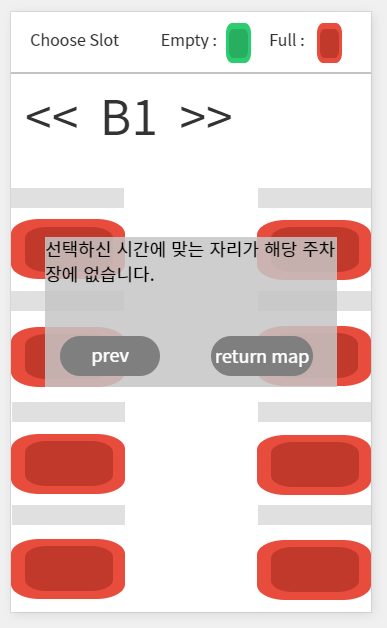 Choose Slot Empty : Full :
<< B1 >>
선택하신 시간에 맞는 자리가 해당 주차
장에 없습니다.
prev return map